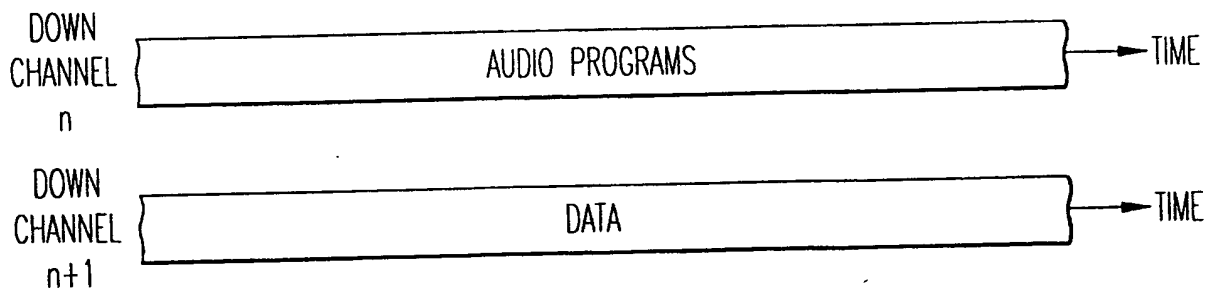 DOWN
CHANNEL
n
AUDIO PROGRAMS
TIME
DOWN
CHANNEL
n+1
DATA
TIME